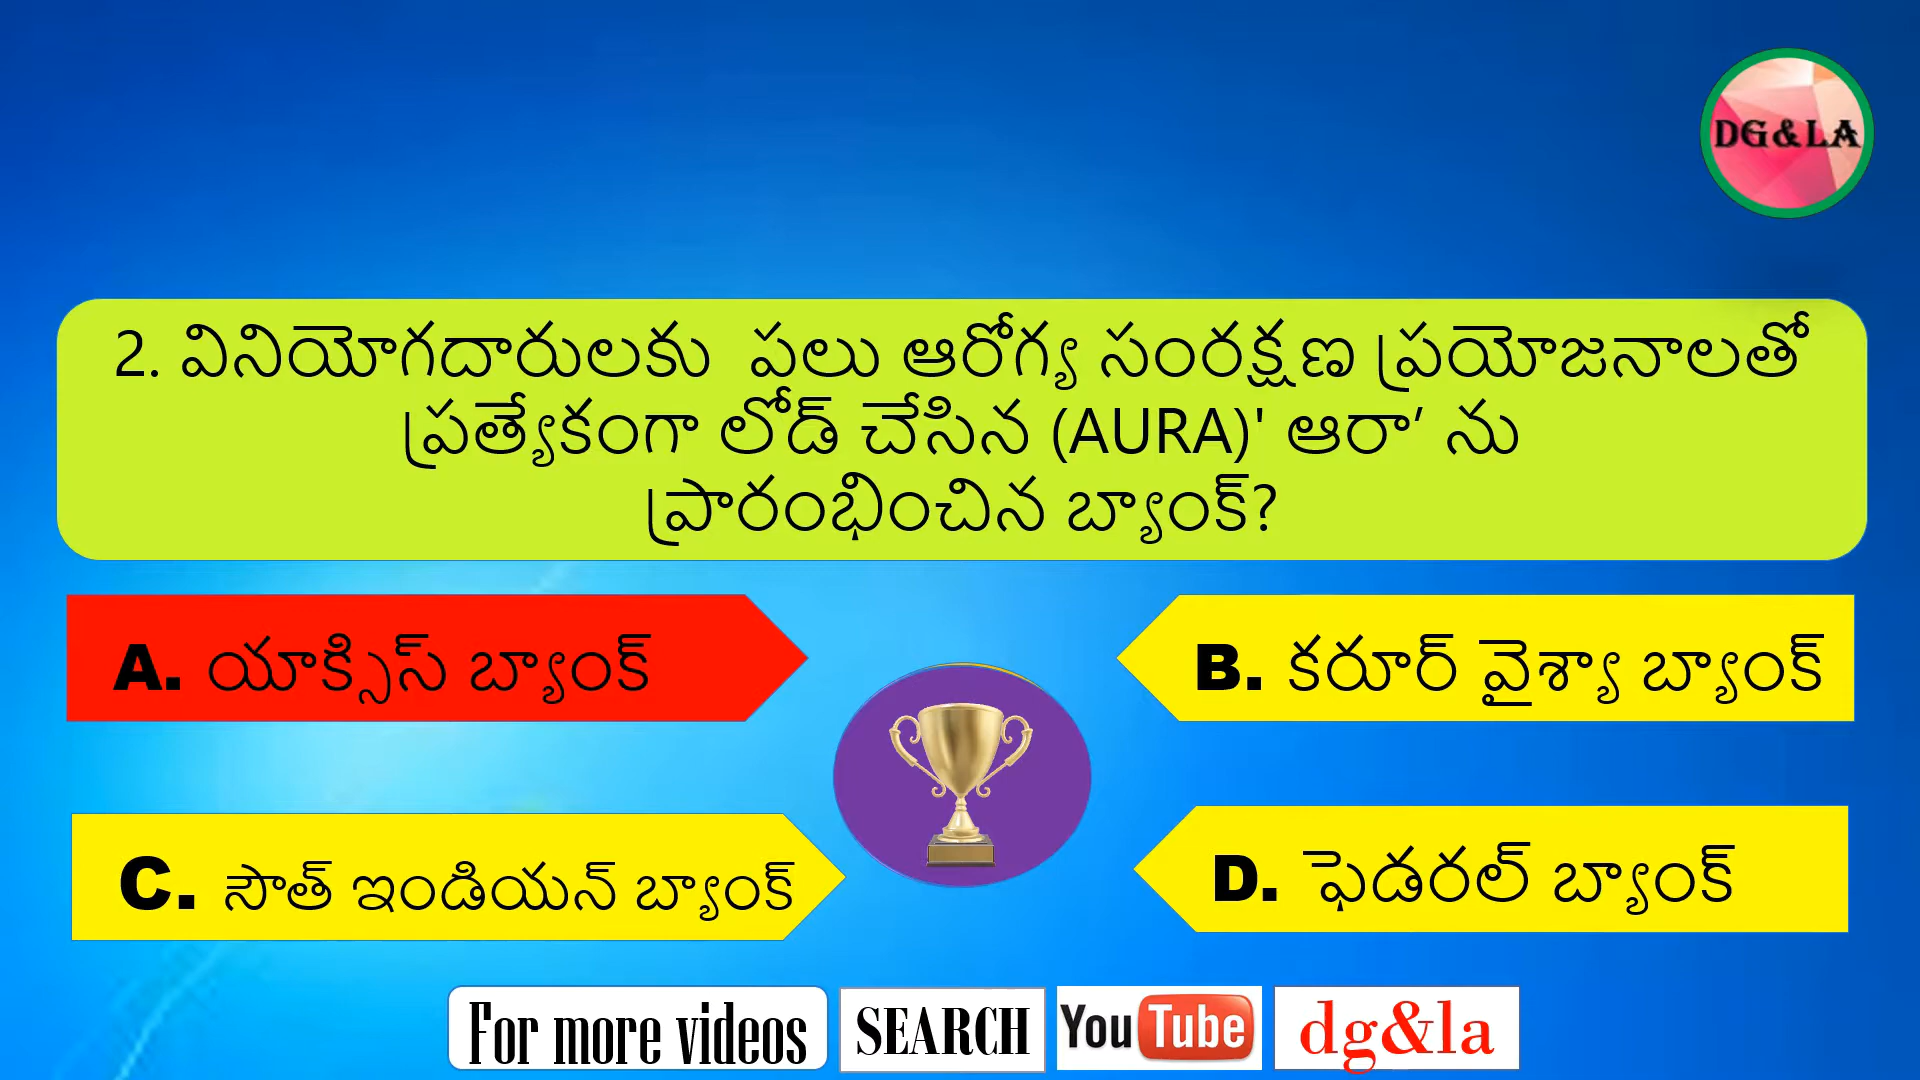 DG&LA
2. వినియోగదారులకు పలు ఆరోగ్య సంరక్షణ ప్రయోజనాలతో
ప్రత్యేకంగా లోడ్ చేసిన (AURA)' ఆరా’ ను
ప్రారంభించిన బ్యాంక్?
A. యాక్సిస్ బ్యాంక్
B. కరూర్ వైశ్యా బ్యాంక్
C. సౌత్ ఇండియన్ బ్యాంక్
D. ఫెడరల్ బ్యాంక్
For more videos SEARCH YouTube dg&la